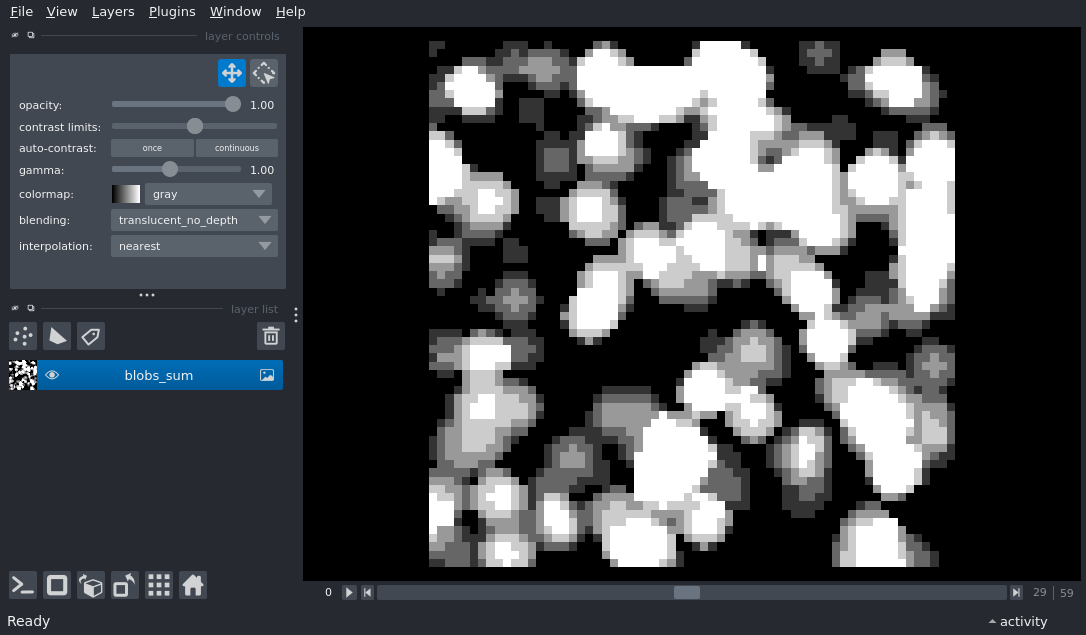 File View Layers Plugins Window Help
layer controls
opacity: 1.00
contrast limits:
auto-contrast: once continuous
gamma: 1.00
colormap: gray
blending: translucent_no_depth
interpolation: nearest
layer list
blobs_sum
0 29 59
Ready activity